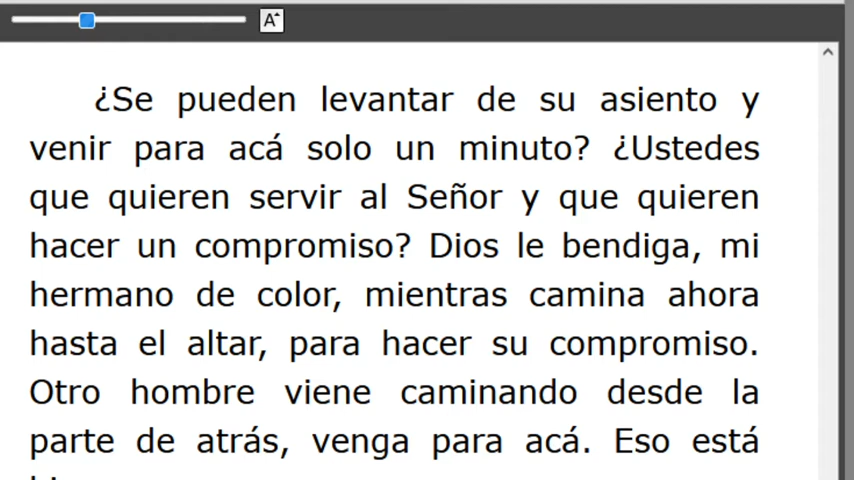 A
¿Se pueden levantar de su asiento y
venir para acá solo un minuto? ¿Ustedes
que quieren servir al Señor y que quieren
hacer un compromiso? Dios le bendiga, mi
hermano de color, mientras camina ahora
hasta el altar, para hacer su compromiso.
Otro hombre viene caminando desde la
parte de atrás, venga para acá. Eso está